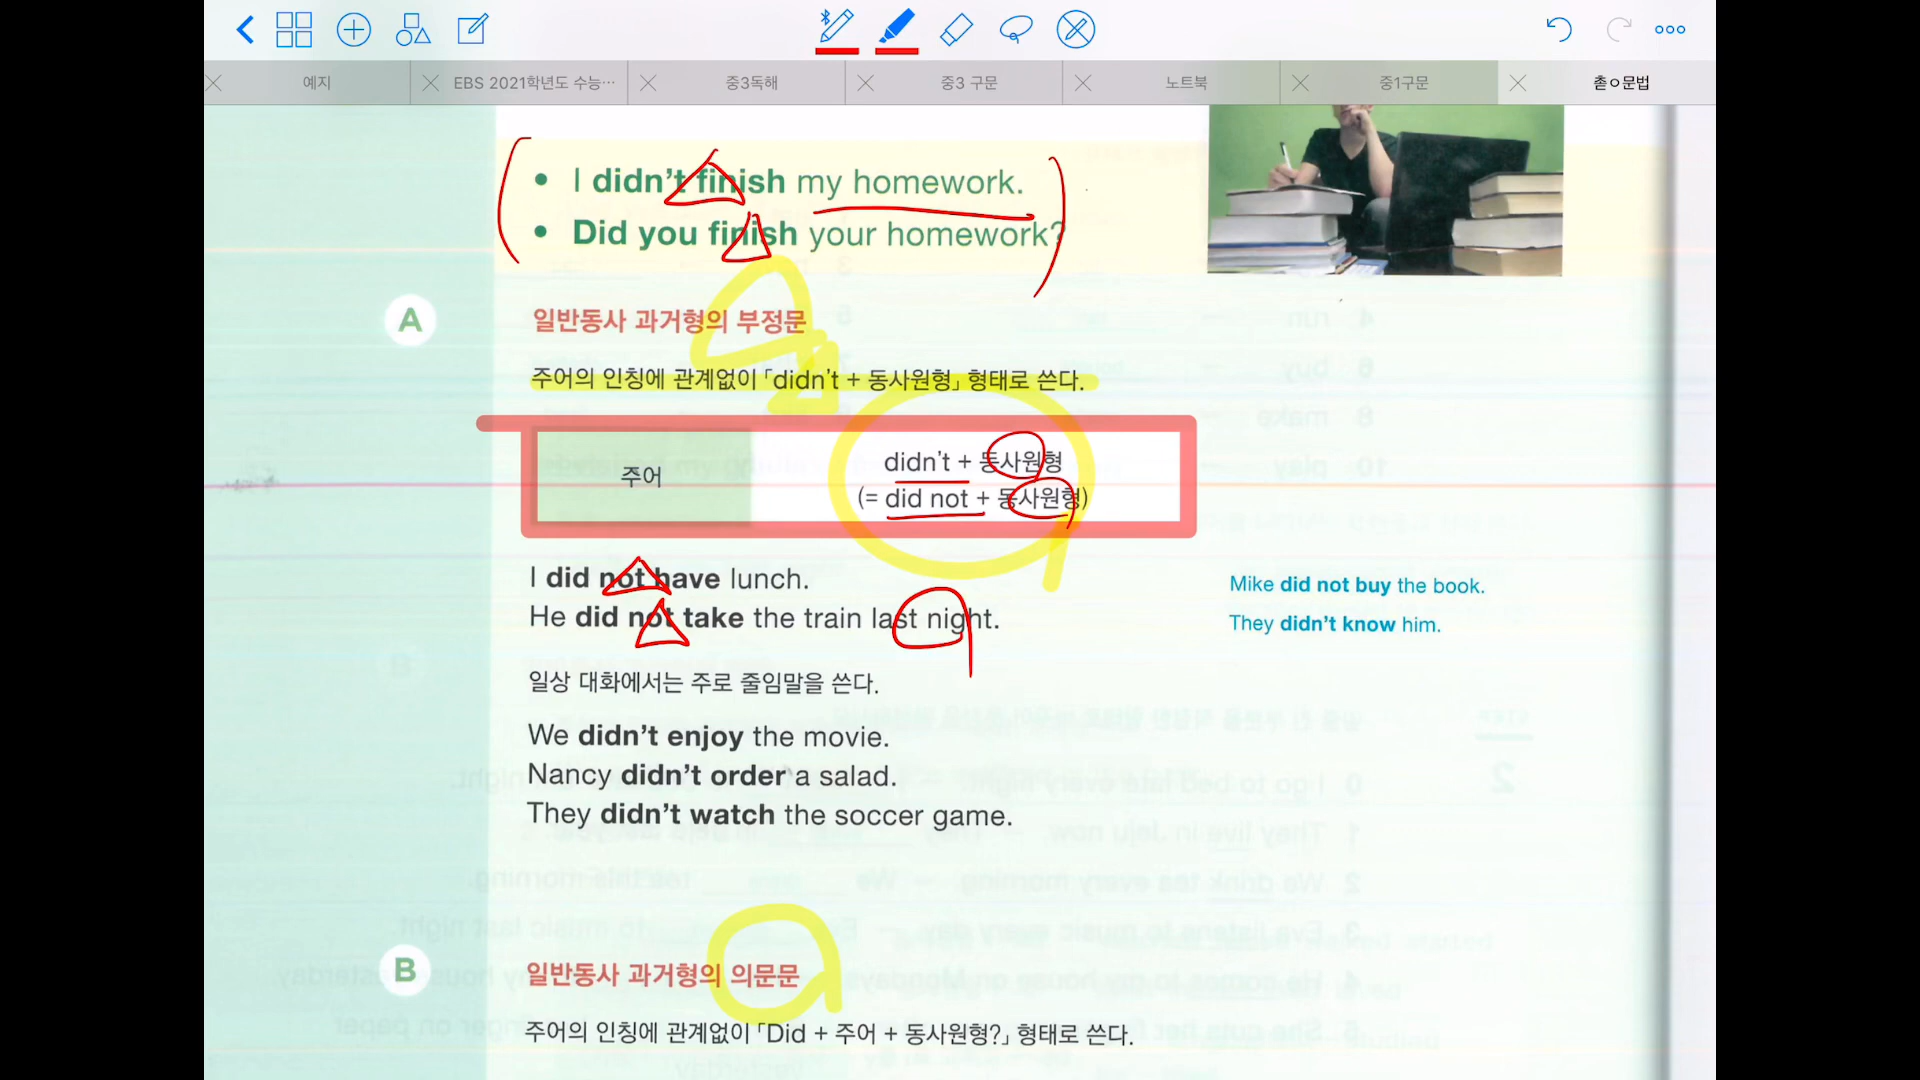 예지
EBS 2021학년도 수능…
중3독해
중3 구문
노트북
중1구문
촏ㅇ문법
• I didn't finish my homework.
• Did you finish your homework?
A
일반동사 과거형의 부정문
주어의 인칭에 관계없이 「didn't + 동사원형」 형태로 쓴다.
주어
didn't + 동사원형
(= did not + 동사원형)
I did not have lunch.
He did not take the train last night.
Mike did not buy the book.
They didn't know him.
일상 대화에서는 주로 줄임말을 쓴다.
We didn't enjoy the movie.
Nancy didn't order a salad.
They didn't watch the soccer game.
B
일반동사 과거형의 의문문
주어의 인칭에 관계없이 「Did + 주어 + 동사원형?」 형태로 쓴다.